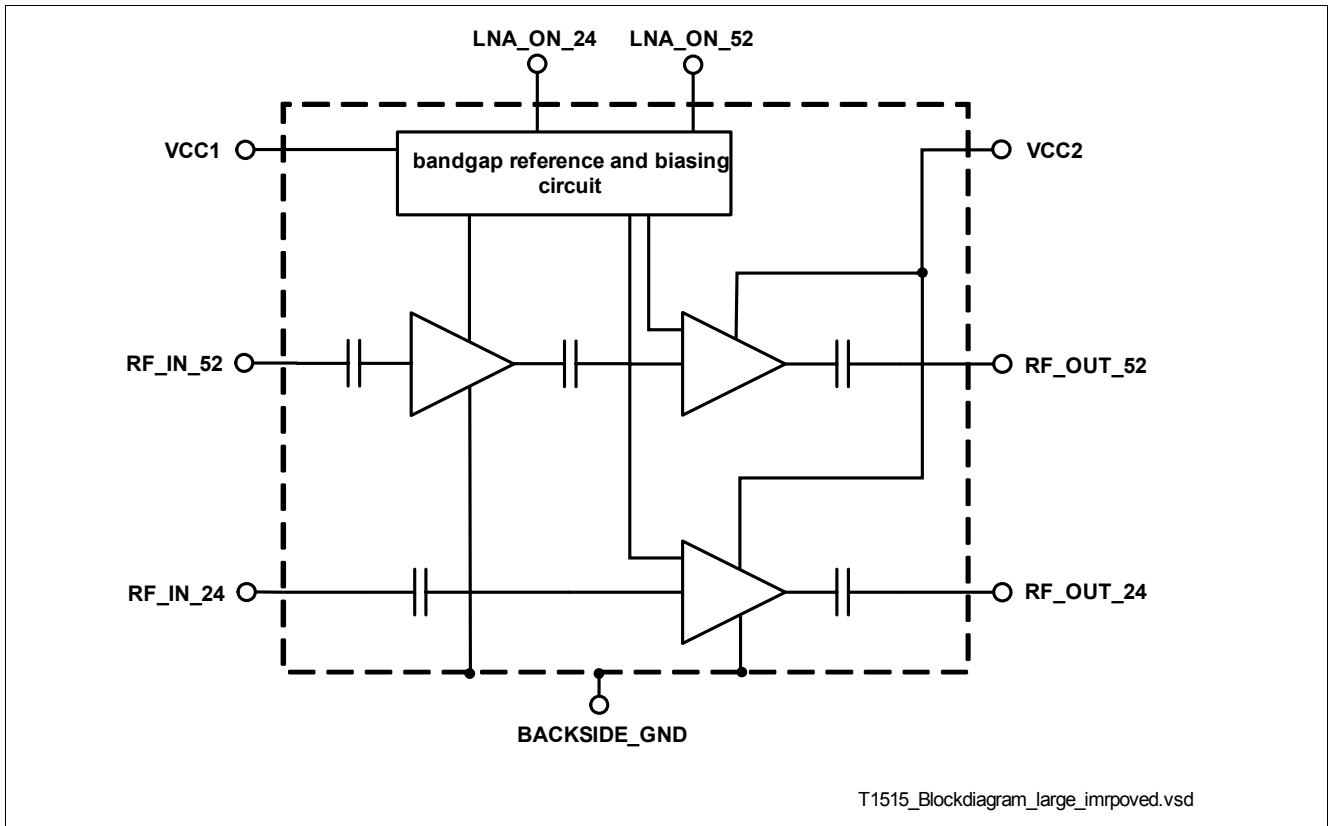 LNA_ON_24 LNA_ON_52
VCC1
bandgap reference and biasing
circuit
VCC2
RF_IN_52
RF_OUT_52
RF_IN_24
RF_OUT_24
BACKSIDE_GND
T1515_Blockdiagram_large_imrpoved.vsd